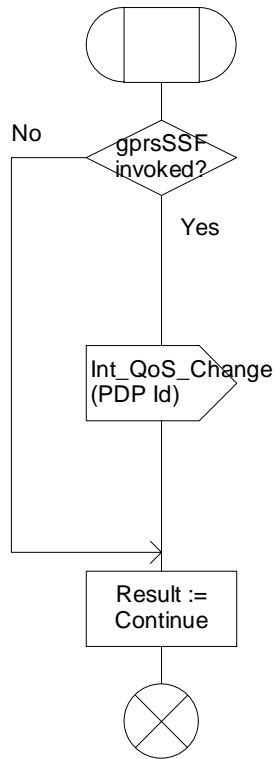 gprsSSF
invoked?
No
Yes
Int_QoS_Change
(PDP Id)
Result :=
Continue